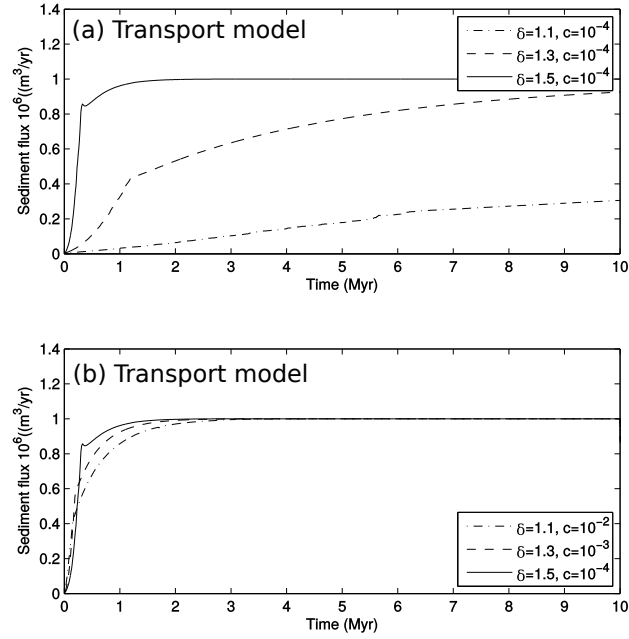 (a) Transport model
δ=1.1, c=10⁻⁴
δ=1.3, c=10⁻⁴
δ=1.5, c=10⁻⁴
Sediment flux 10⁶((m³/yr)
1.4
1.2
1
0.8
0.6
0.4
0.2
0
0 1 2 3 4 5 6 7 8 9 10
Time (Myr)
(b) Transport model
Sediment flux 10⁶((m³/yr)
1.4
1.2
1
0.8
0.6
0.4
0.2
0
δ=1.1, c=10⁻²
δ=1.3, c=10⁻³
δ=1.5, c=10⁻⁴
0 1 2 3 4 5 6 7 8 9 10
Time (Myr)